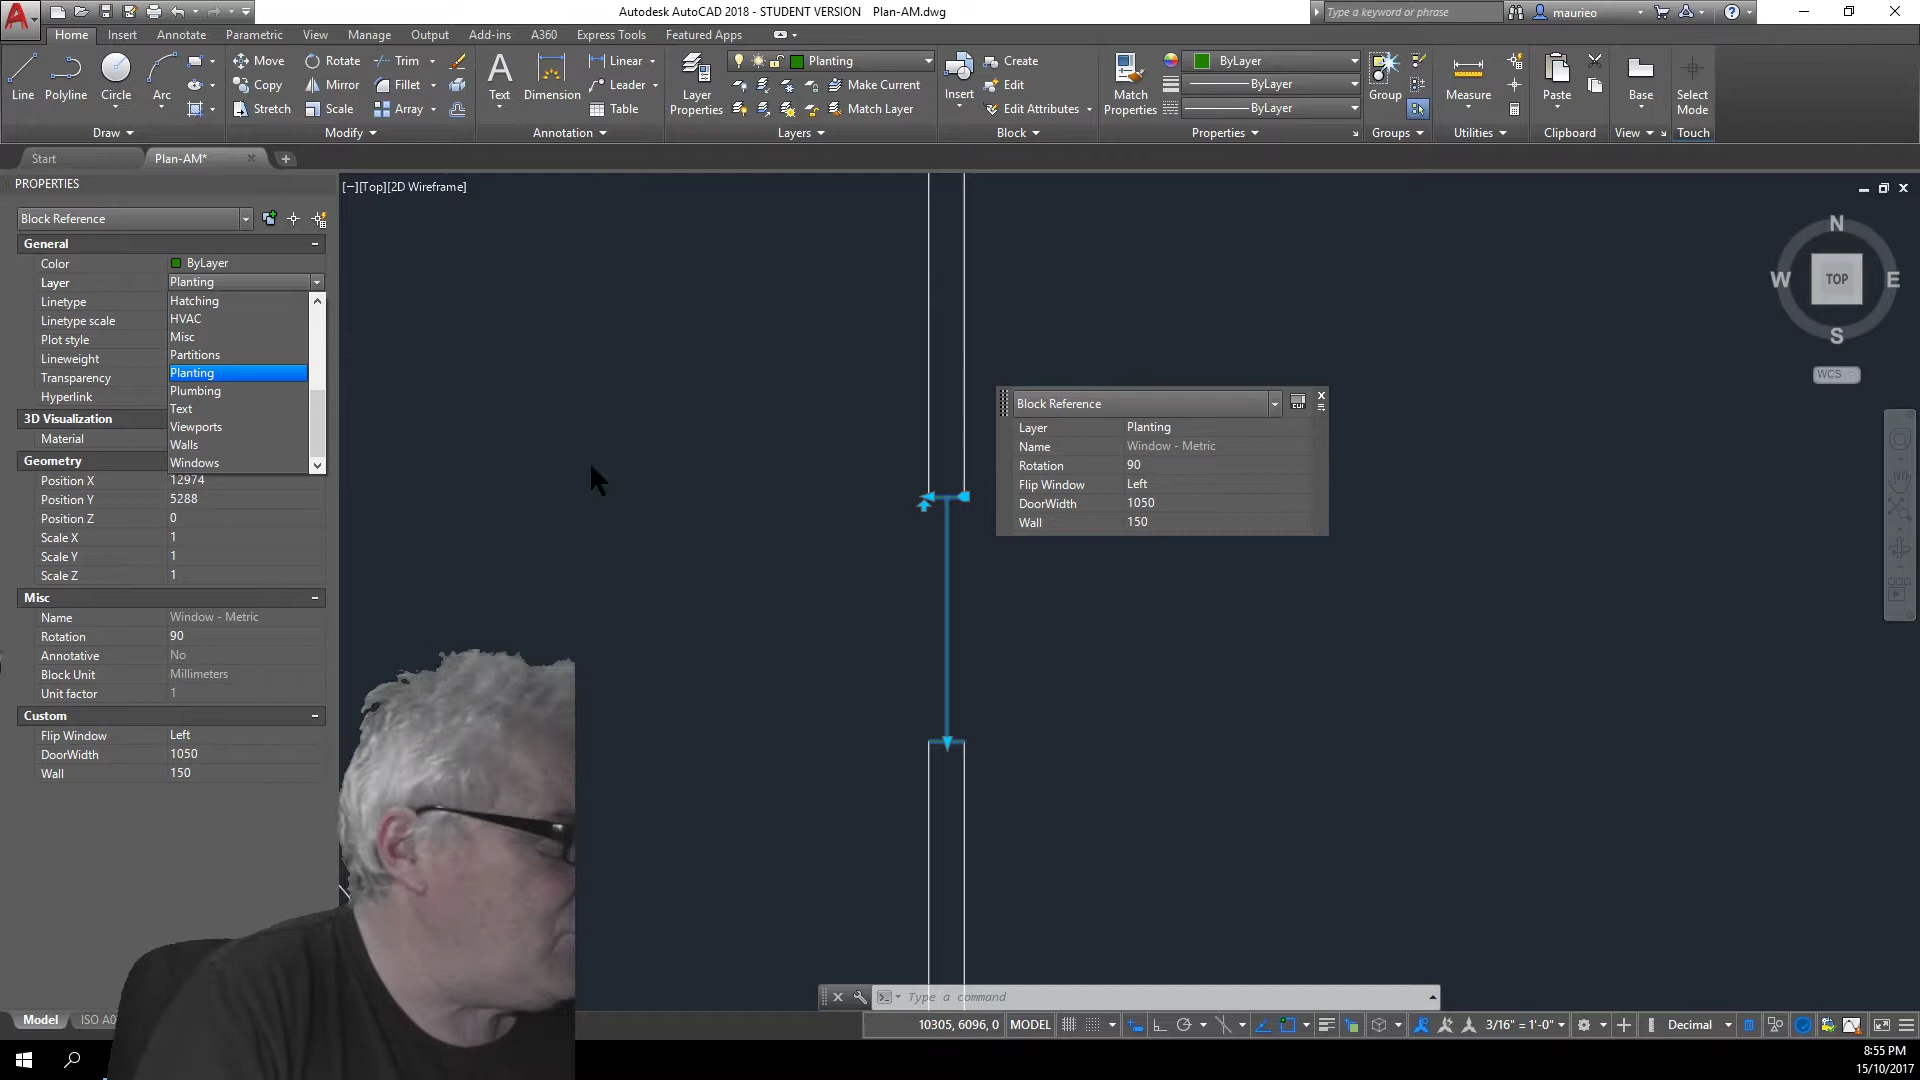 Autodesk AutoCAD 2018 - STUDENT VERSION Plan-AM.dwg
Type a keyword or phrase
maurieo
Home Insert Annotate Parametric View Manage Output Add-ins A360 Express Tools Featured Apps
Line Polyline Circle Arc
Move Rotate Trim
Copy Mirror Fillet
Stretch Scale Array
Text Dimension
Linear
Leader
Table
Layer Properties
Planting
Make Current
Match Layer
Insert
Create
Edit
Edit Attributes
Match Properties
ByLayer
ByLayer
ByLayer
Group
Measure
Paste
Base
Select Mode
Draw Modify Annotation Layers Block Properties Groups Utilities Clipboard View Touch
Start Plan-AM*
PROPERTIES
[−][Top][2D Wireframe]
Block Reference
General
Color ByLayer
Layer Planting
Linetype
Linetype scale
Plot style
Lineweight
Transparency
Hyperlink
Hatching
HVAC
Misc
Partitions
Planting
Plumbing
Text
Viewports
Walls
Windows
3D Visualization
Material
Geometry
Position X 12974
Position Y 5288
Position Z 0
Scale X 1
Scale Y 1
Scale Z 1
Misc
Name Window - Metric
Rotation 90
Annotative No
Block Unit Millimeters
Unit factor 1
Custom
Flip Window Left
DoorWidth 1050
Wall 150
Block Reference
CUI
Layer Planting
Name Window - Metric
Rotation 90
Flip Window Left
DoorWidth 1050
Wall 150
N
W TOP E
S
WCS
Type a command
Model ISO A0
10305, 6096, 0 MODEL
3/16" = 1'-0"
Decimal
8:55 PM
15/10/2017